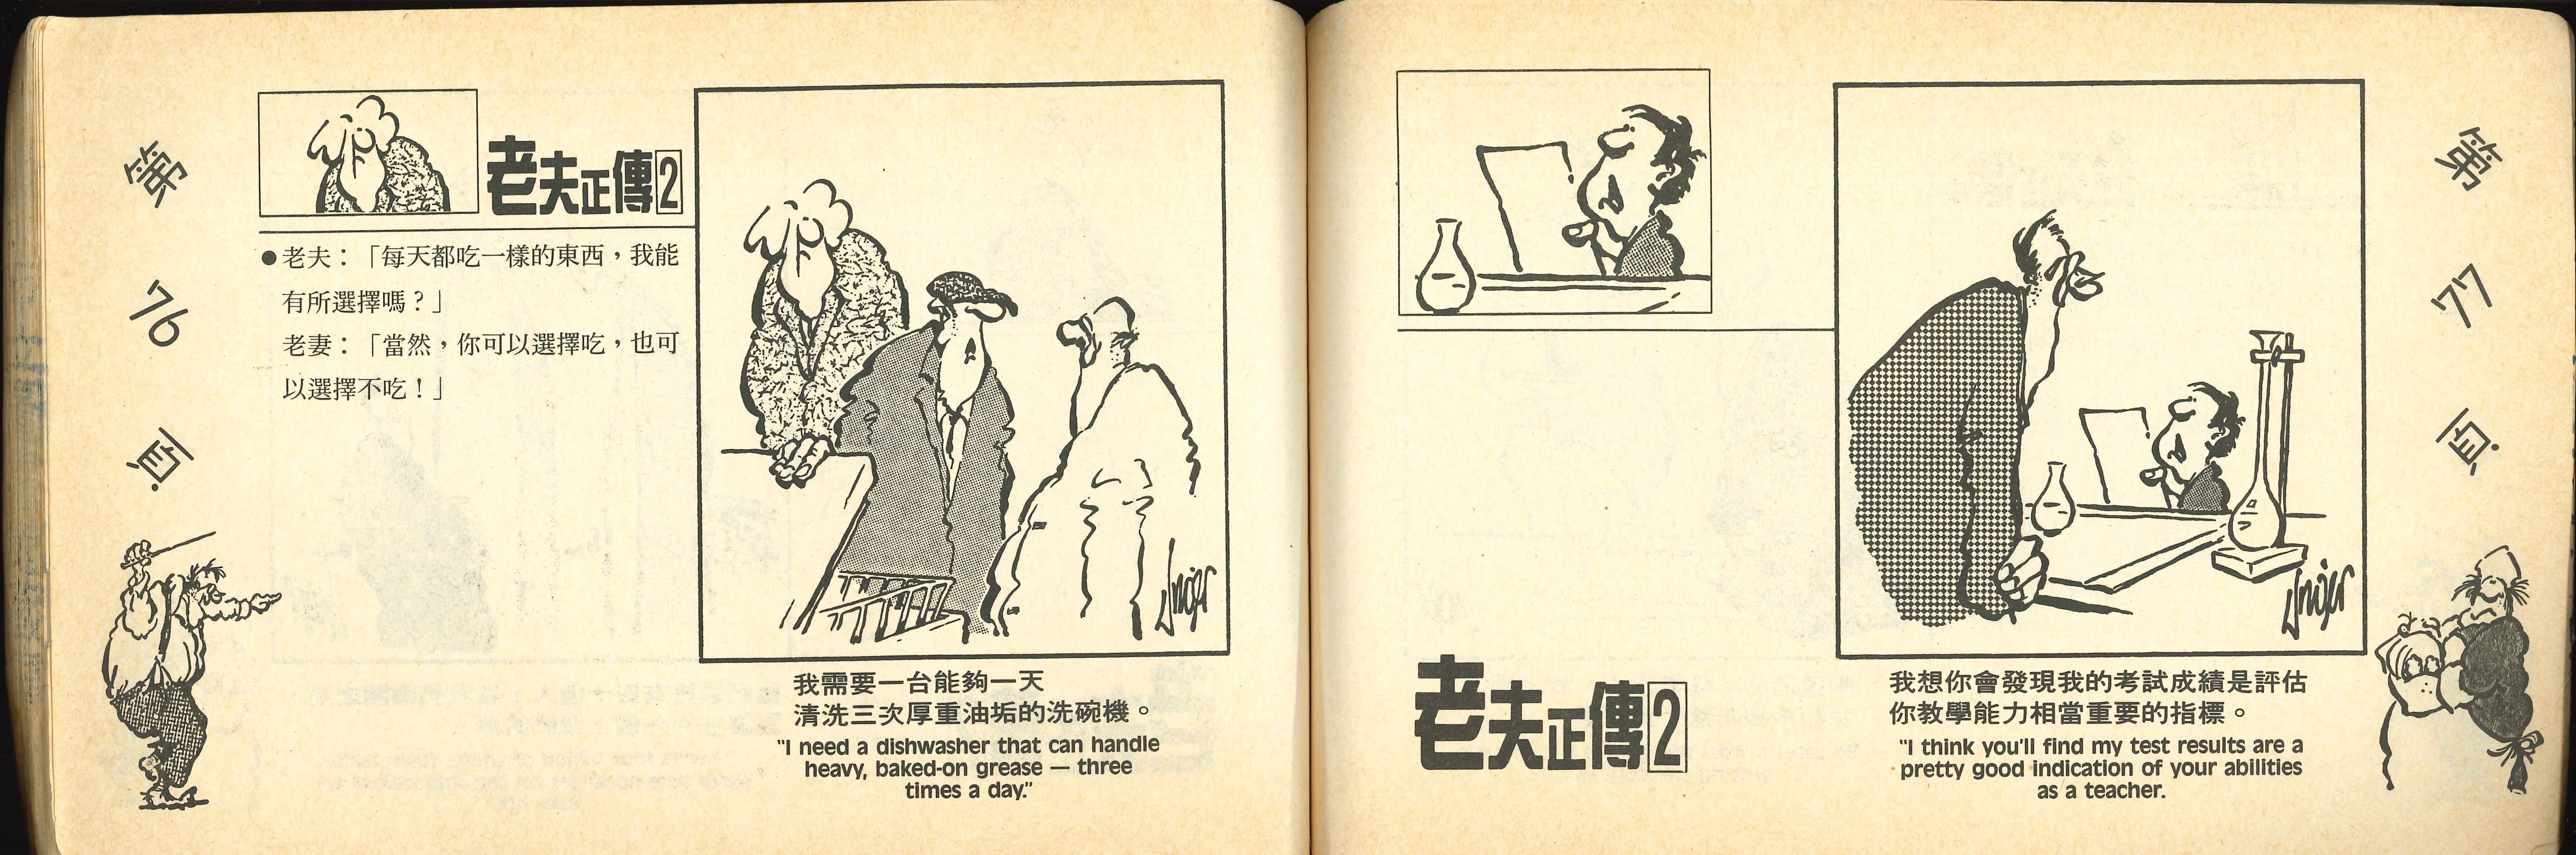 第76頁
老夫正傳2
●老夫：「每天都吃一樣的東西，我能
有所選擇嗎？」
老妻：「當然，你可以選擇吃，也可
以選擇不吃！」
我需要一台能夠一天
清洗三次厚重油垢的洗碗機。
"I need a dishwasher that can handle
heavy, baked-on grease — three
times a day."
老夫正傳2
我想你會發現我的考試成績是評估
你教學能力相當重要的指標。
"I think you'll find my test results are a
pretty good indication of your abilities
as a teacher.
第77頁